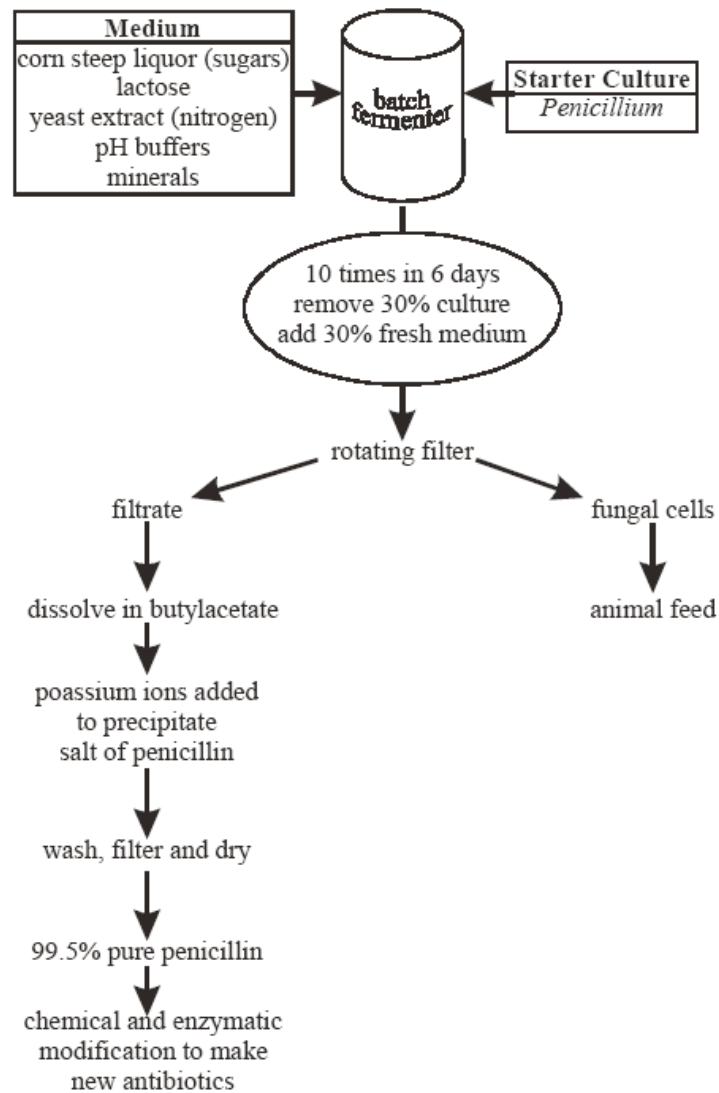 Medium
corn steep liquor (sugars)
lactose
yeast extract (nitrogen)
pH buffers
minerals
batch
fermenter
Starter Culture
Penicillium
10 times in 6 days
remove 30% culture
add 30% fresh medium
rotating filter
filtrate
fungal cells
dissolve in butylacetate
animal feed
poassium ions added
to precipitate
salt of penicillin
wash, filter and dry
99.5% pure penicillin
chemical and enzymatic
modification to make
new antibiotics